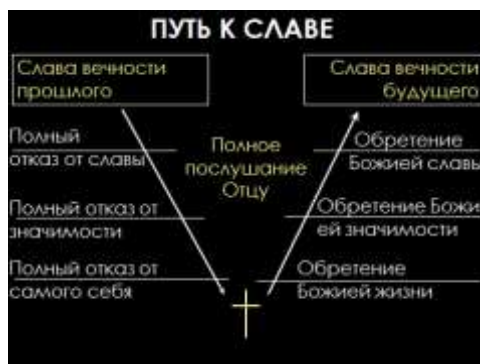 ПУТЬ К СЛАВЕ
Слава вечности
прошлого
Слава вечности
будущего
Полный
отказ от славы
Полное
послушание
Отцу
Обретение
Божией славы
Полный отказ от
значимости
Обретение Божи
ей значимости
Полный отказ от
самого себя
Обретение
Божией жизни